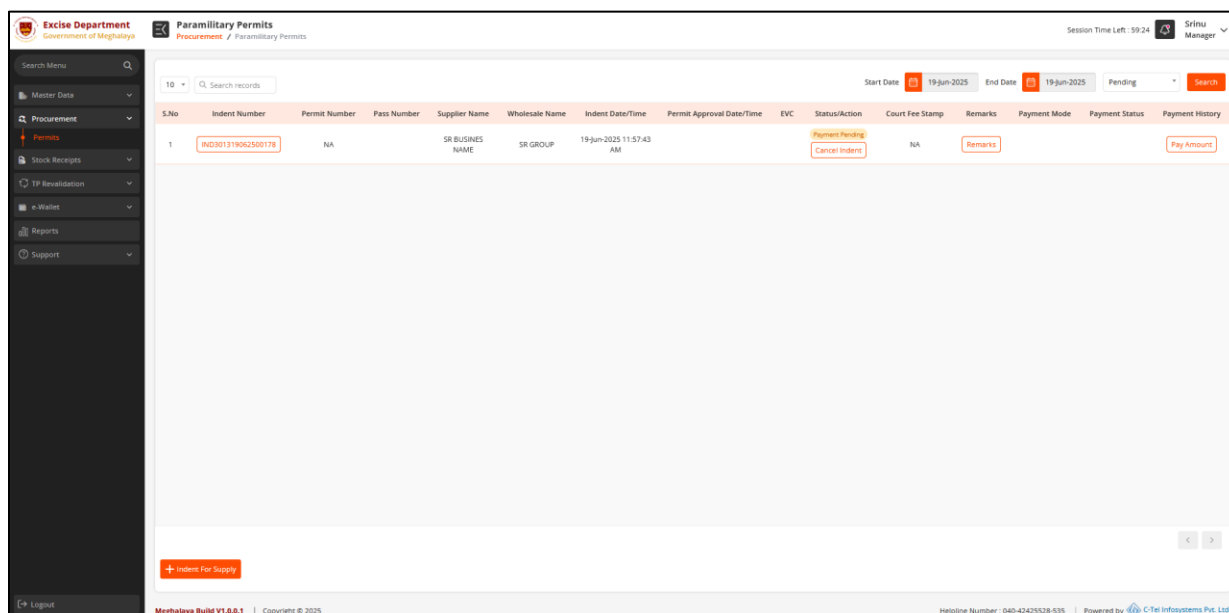 Excise Department
Government of Meghalaya
Paramilitary Permits
Procurement / Paramilitary Permits
Session Time Left : 59:24
Srinu
Manager
Search Menu
Master Data
Procurement
Permits
Stock Receipts
TP Revalidation
e-Wallet
Reports
Support
Logout
10
Search records
Start Date 19-Jun-2025 End Date 19-Jun-2025 Pending Search
S.No Indent Number Permit Number Pass Number Supplier Name Wholesale Name Indent Date/Time Permit Approval Date/Time EVC Status/Action Court Fee Stamp Remarks Payment Mode Payment Status Payment History
1 IND301319062500178 NA SR BUSINES NAME SR GROUP 19-Jun-2025 11:57:43 AM Payment Pending Cancel Indent NA Remarks Pay Amount
+ Indent For Supply
Meghalaya Build V1.0.0.1 | Copyright © 2025
Helpline Number : 040-42425528-535 | Powered by C-Tel Infosystems Pvt. Ltd